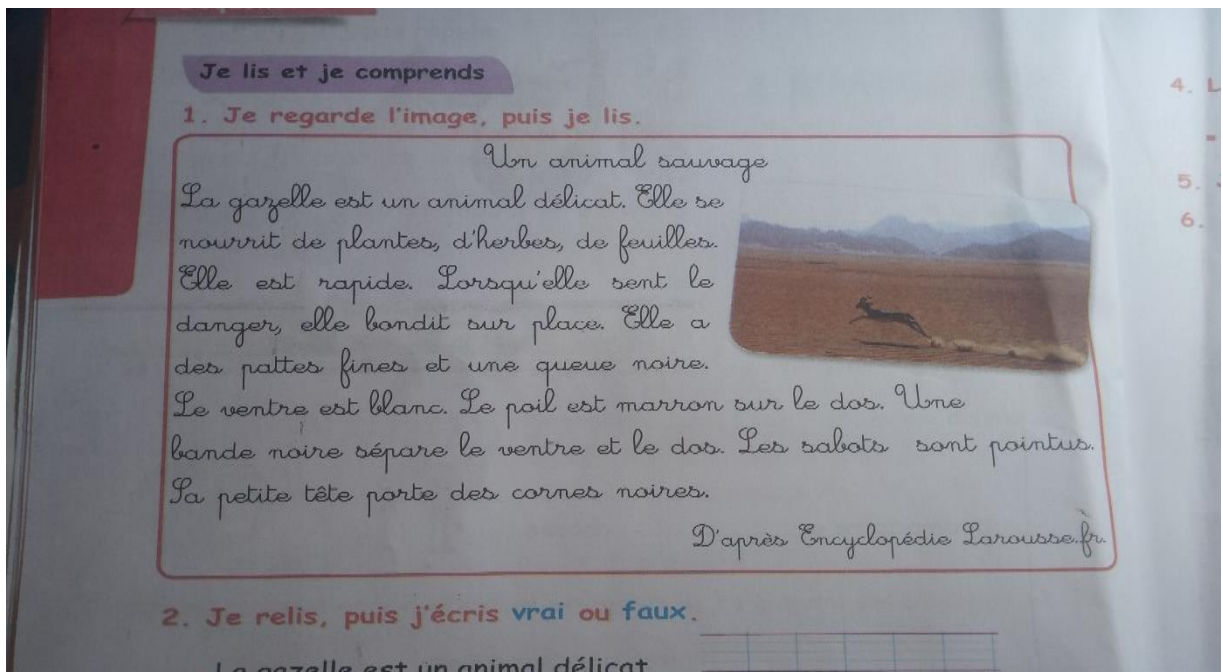 Je lis et je comprends
1. Je regarde l'image, puis je lis.
Un animal sauvage
La gazelle est un animal délicat. Elle se
nourrit de plantes, d'herbes, de feuilles.
Elle est rapide. Lorsqu'elle sent le
danger, elle bondit sur place. Elle a
des pattes fines et une queue noire.
Le ventre est blanc. Le poil est marron sur le dos. Une
bande noire sépare le ventre et le dos. Les sabots sont pointus.
Sa petite tête porte des cornes noires.
D'après Encyclopédie Larousse.fr.
2. Je relis, puis j'écris vrai ou faux.
La gazelle est un animal délicat
4. L
5.
6.